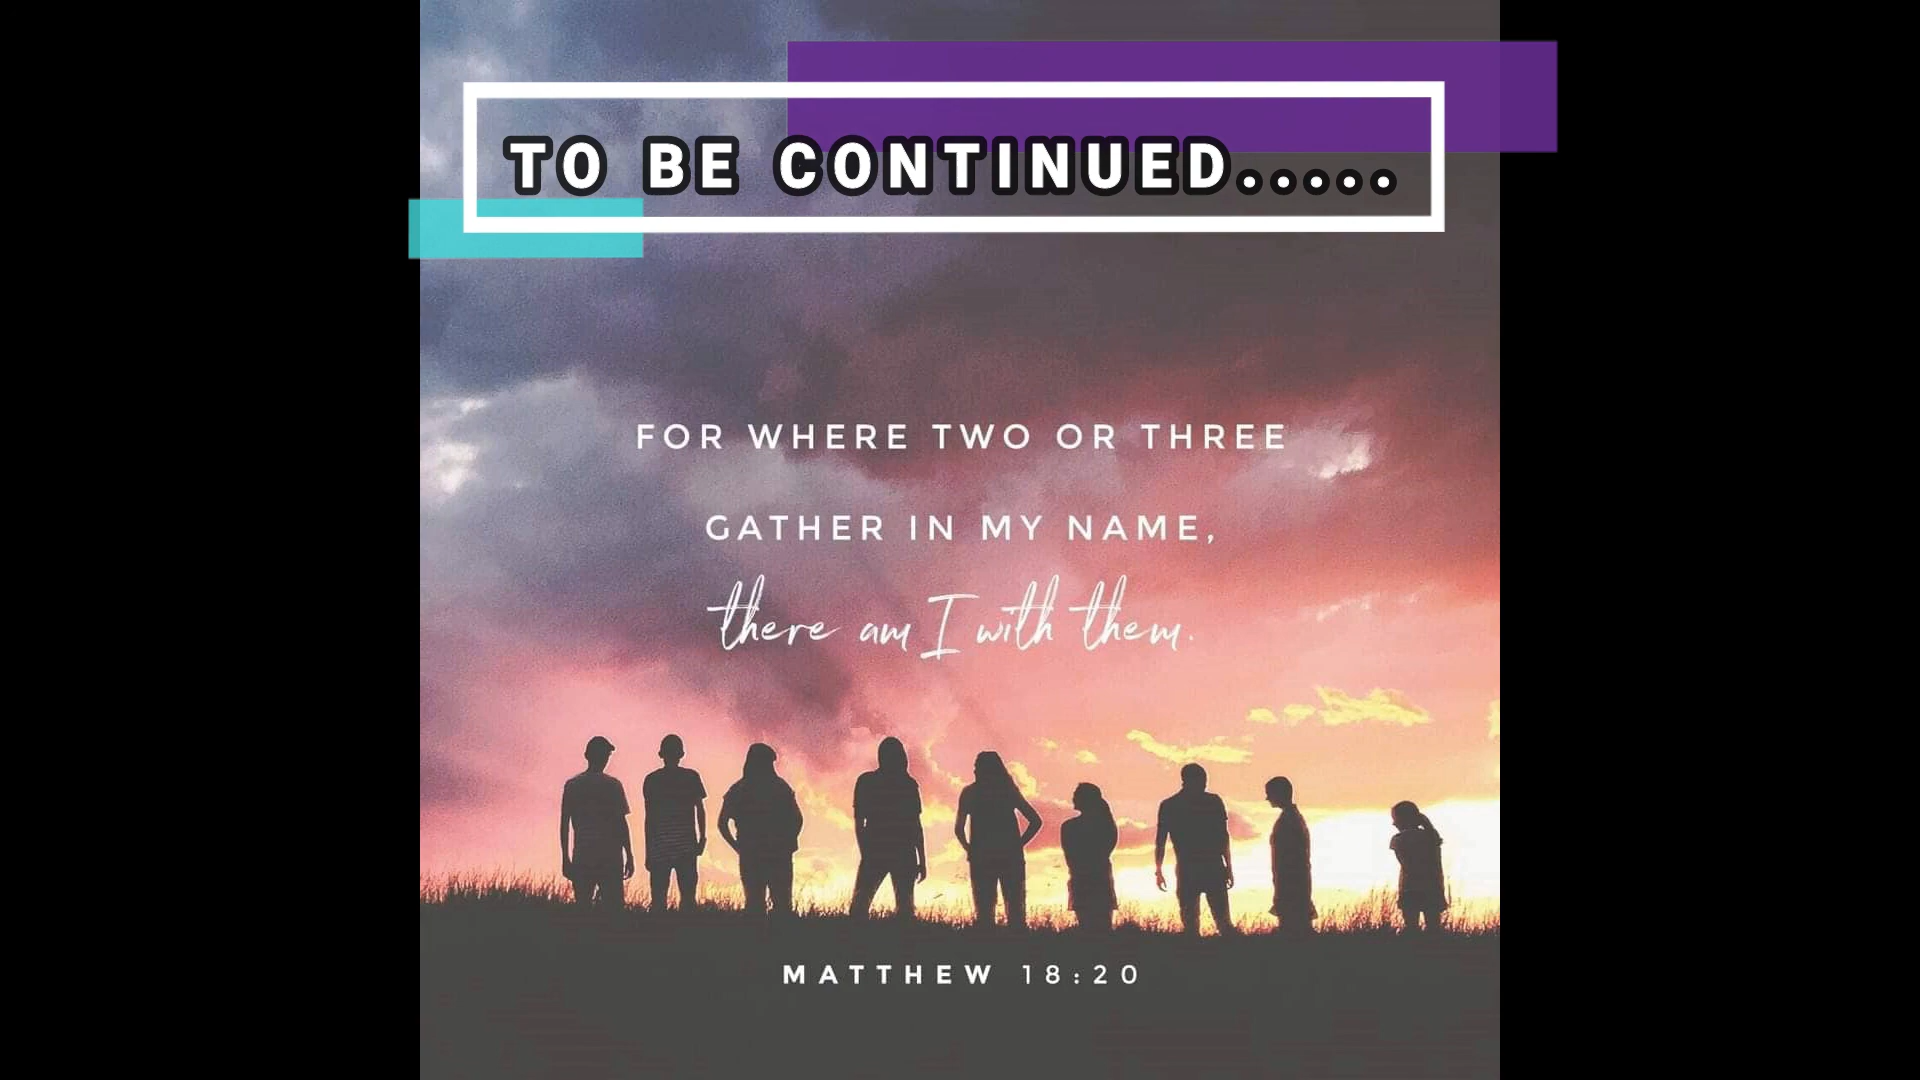 TO BE CONTINUED.....
FOR WHERE TWO OR THREE
GATHER IN MY NAME,
there am I with them.
MATTHEW 18:20